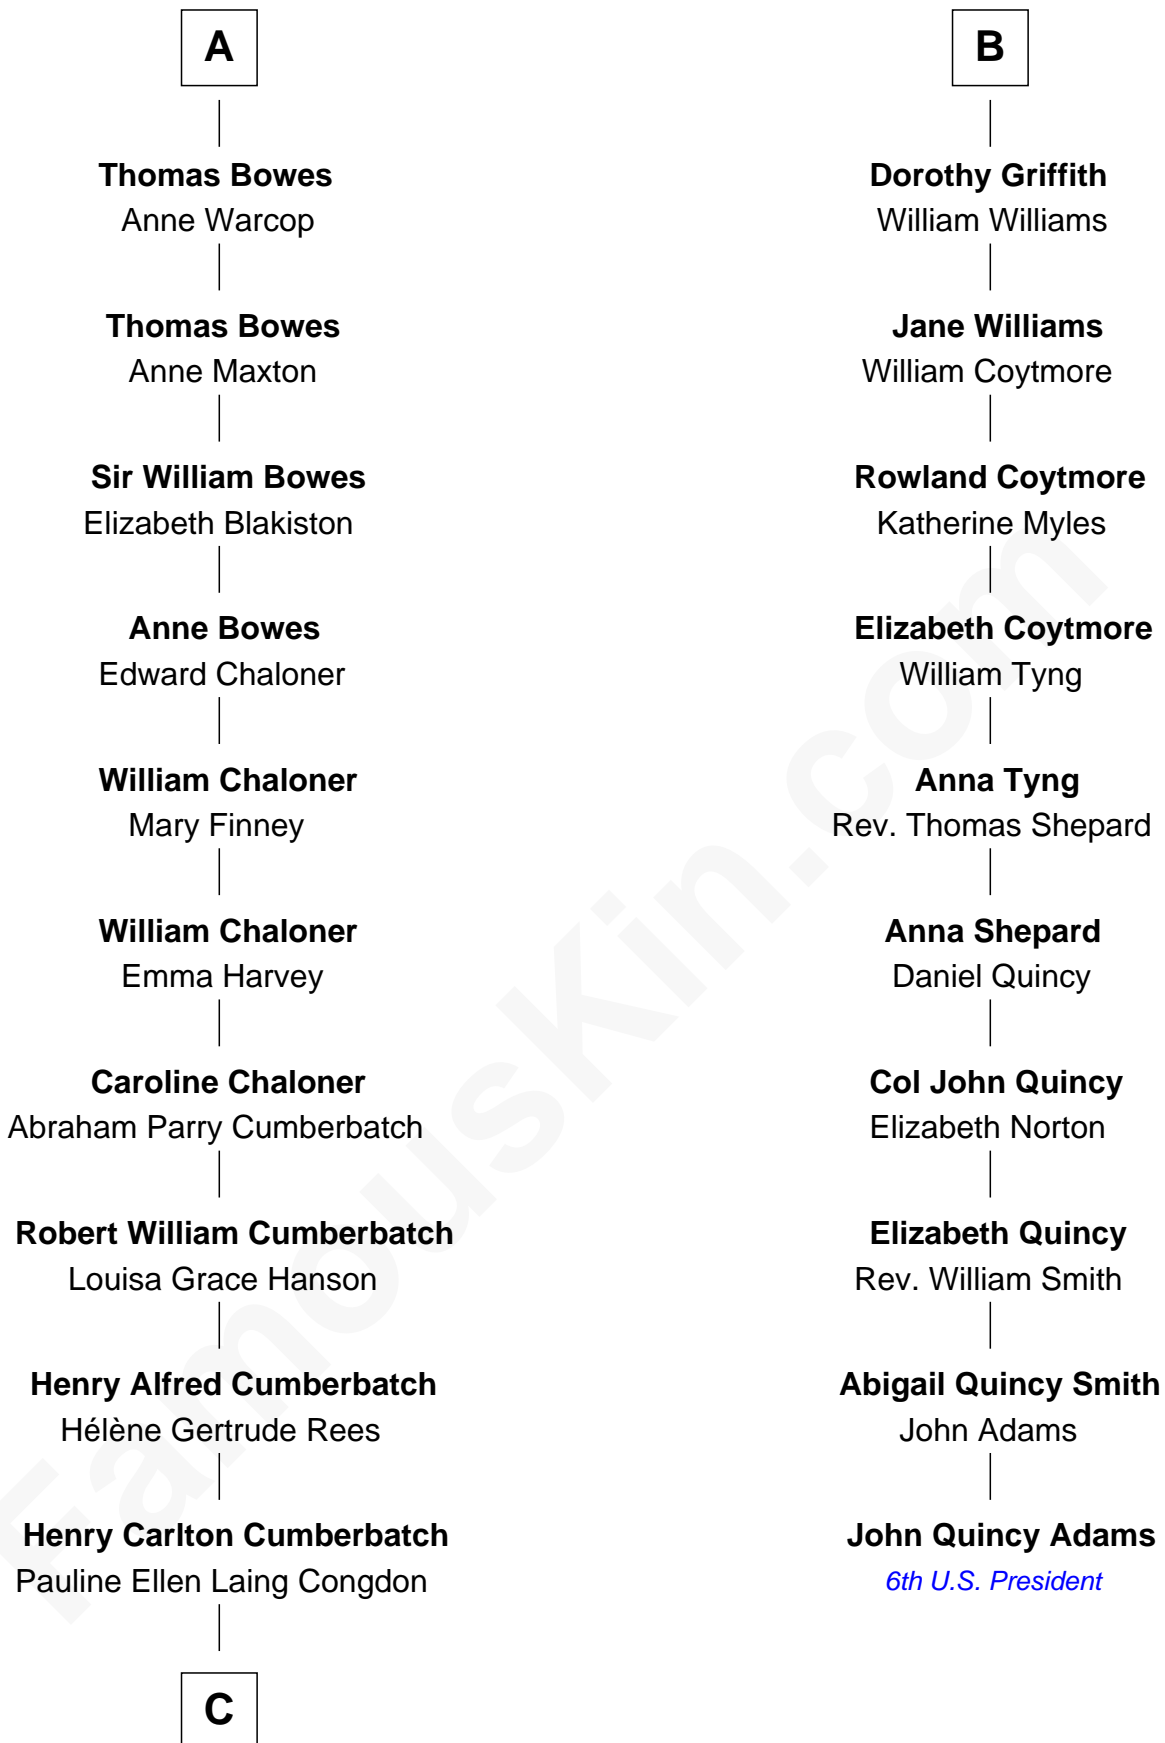 A
Thomas Bowes
Anne Warcop
Thomas Bowes
Anne Maxton
Sir William Bowes
Elizabeth Blakiston
Anne Bowes
Edward Chaloner
William Chaloner
Mary Finney
William Chaloner
Emma Harvey
Caroline Chaloner
Abraham Parry Cumberbatch
Robert William Cumberbatch
Louisa Grace Hanson
Henry Alfred Cumberbatch
Hélène Gertrude Rees
Henry Carlton Cumberbatch
Pauline Ellen Laing Congdon
C
B
Dorothy Griffith
William Williams
Jane Williams
William Coytmore
Rowland Coytmore
Katherine Myles
Elizabeth Coytmore
William Tyng
Anna Tyng
Rev. Thomas Shepard
Anna Shepard
Daniel Quincy
Col John Quincy
Elizabeth Norton
Elizabeth Quincy
Rev. William Smith
Abigail Quincy Smith
John Adams
John Quincy Adams
6th U.S. President
FamousKin.com